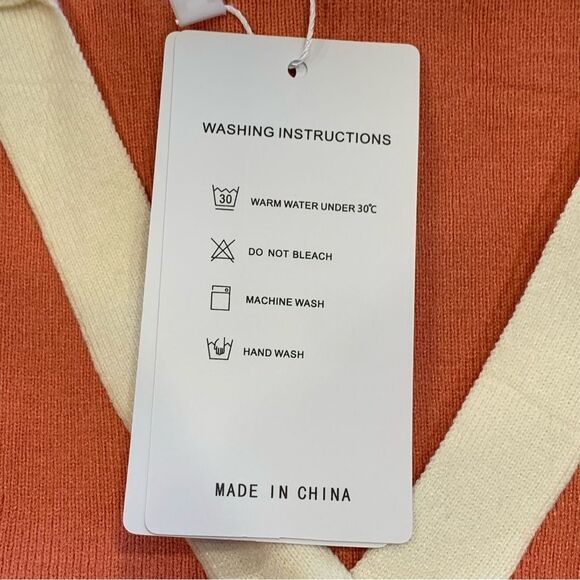 WASHING INSTRUCTIONS
30 WARM WATER UNDER 30℃
DO NOT BLEACH
MACHINE WASH
HAND WASH
MADE IN CHINA